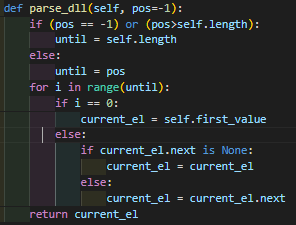 def parse_dll(self, pos=-1):
    if (pos == -1) or (pos>self.length):
        until = self.length
    else:
        until = pos
    for i in range(until):
        if i == 0:
            current_el = self.first_value
        else:
            if current_el.next is None:
                current_el = current_el
            else:
                current_el = current_el.next
    return current_el